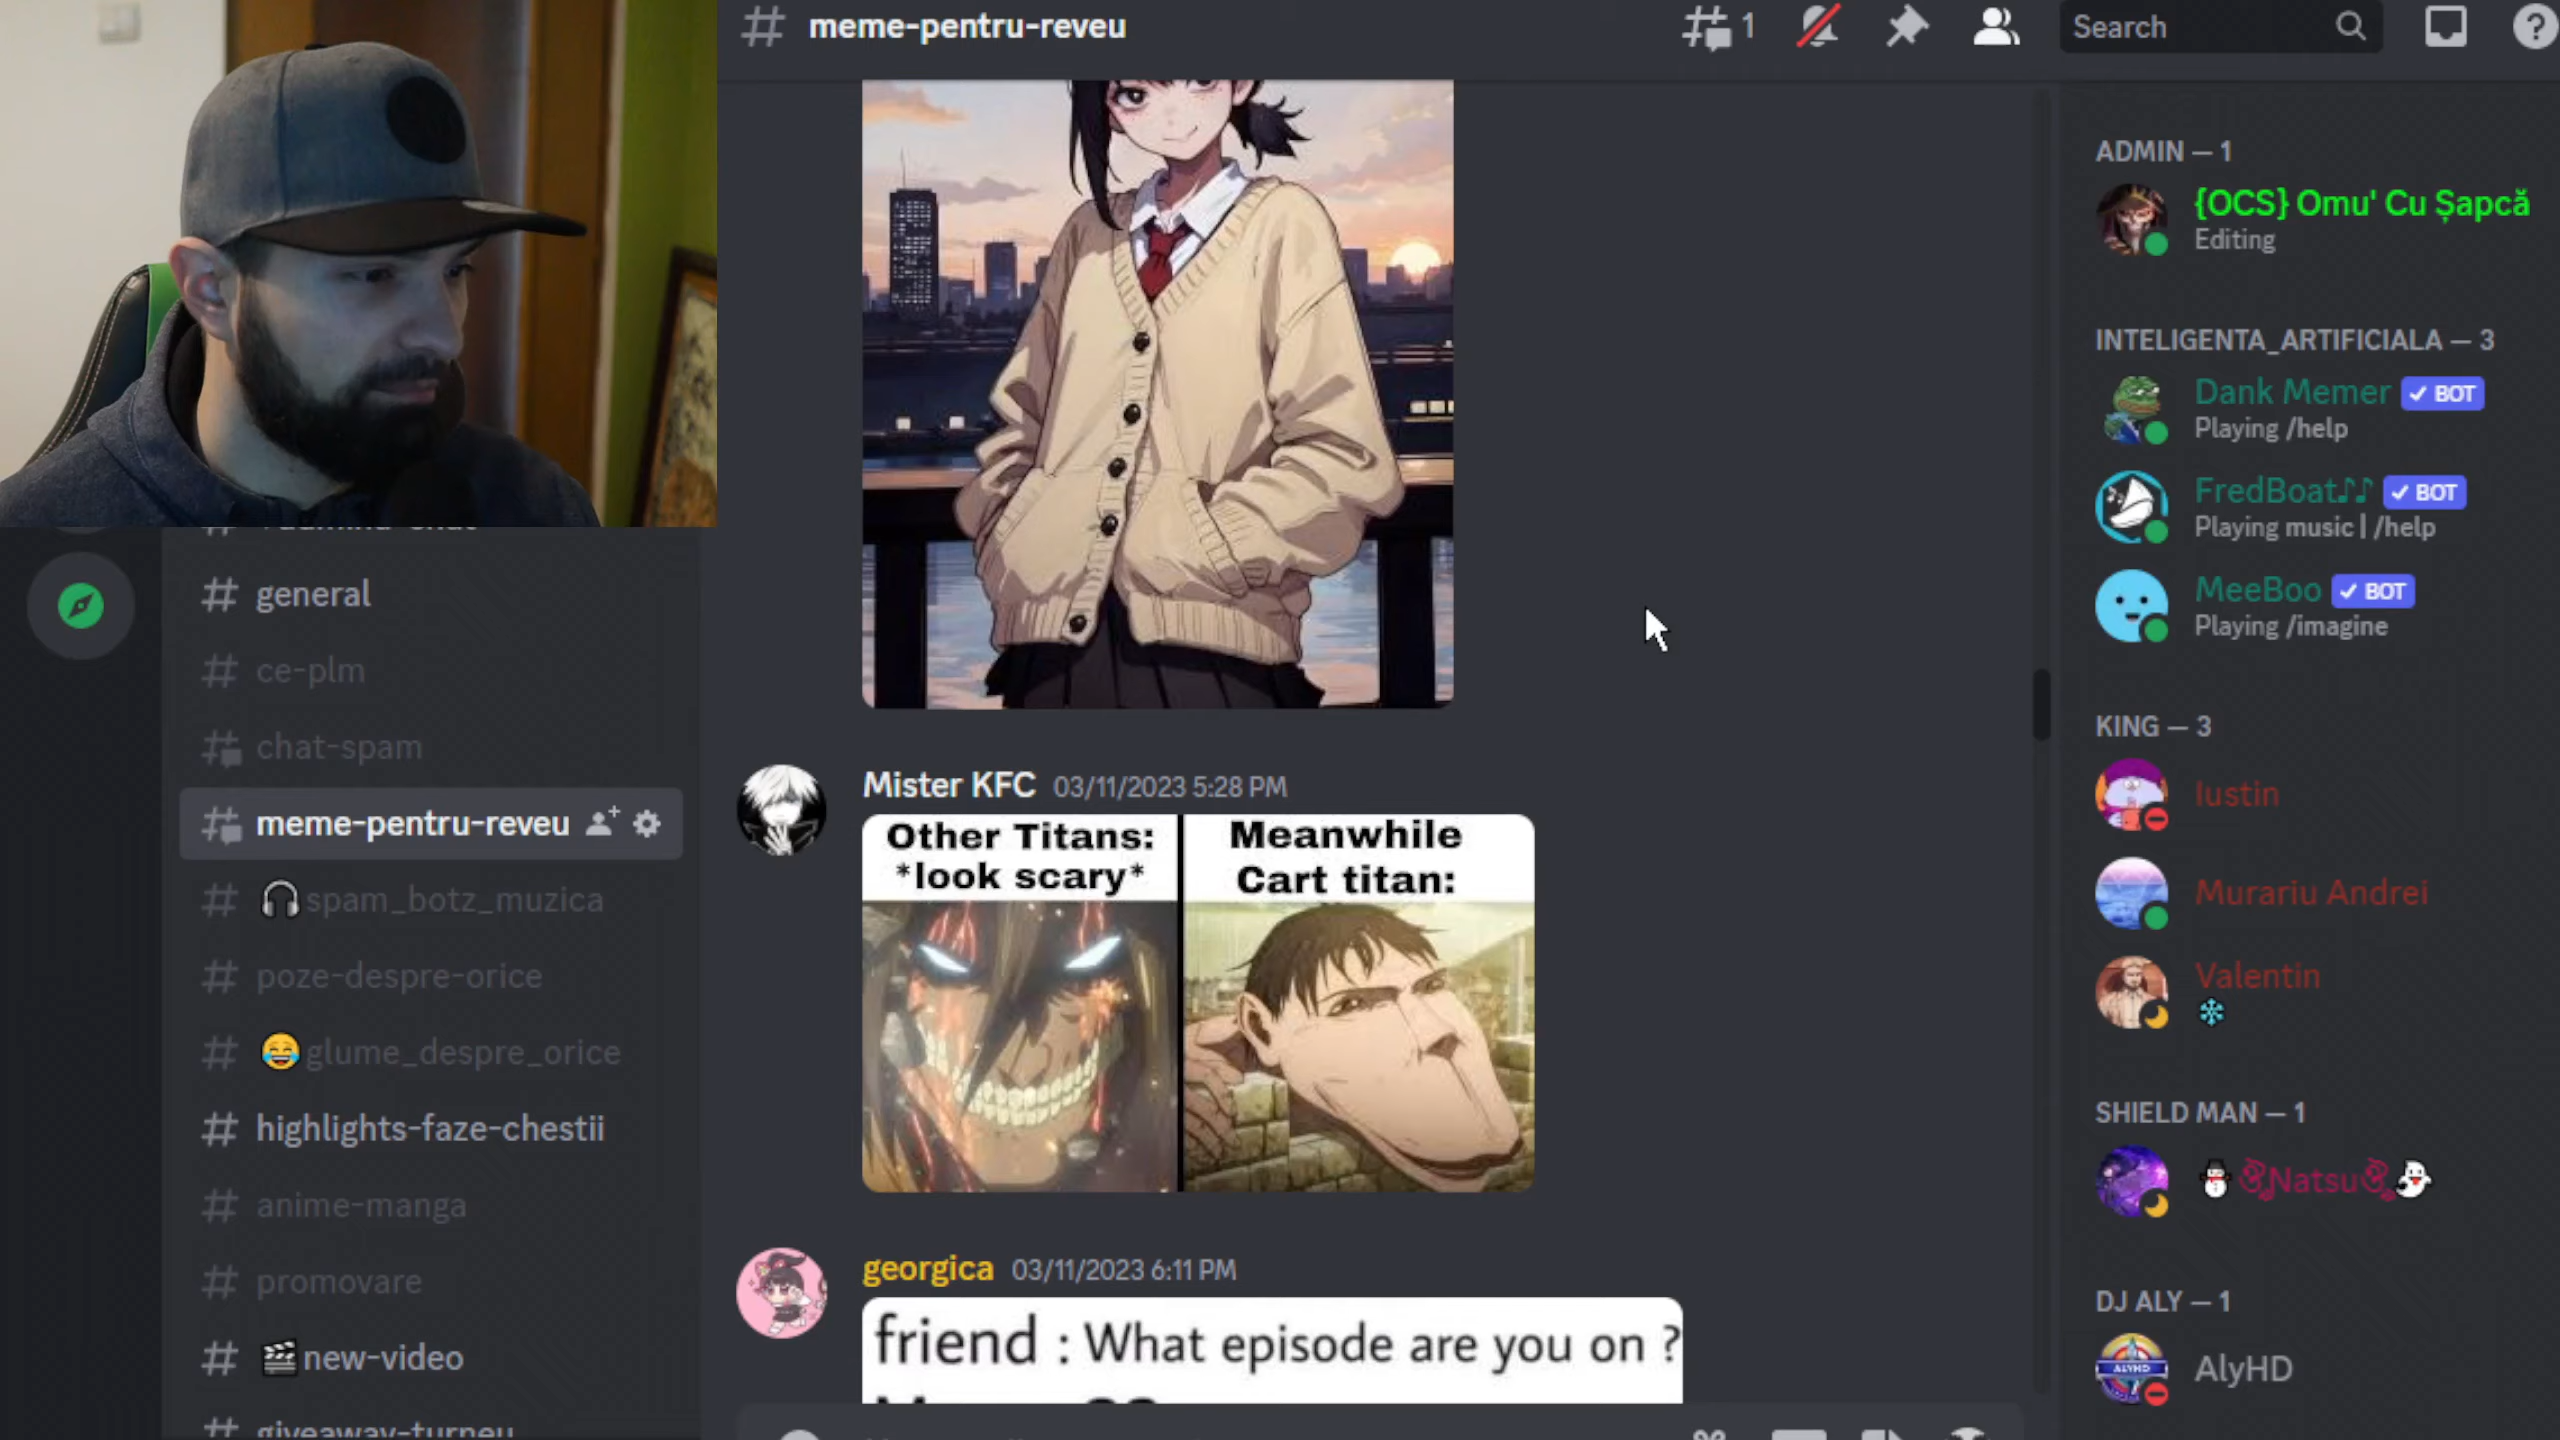 meme-pentru-reveu
1
Search
general
ce-plm
chat-spam
meme-pentru-reveu
spam_botz_muzica
poze-despre-orice
glume_despre_orice
highlights-faze-chestii
anime-manga
promovare
new-video
giveaway-turneu
Mister KFC 03/11/2023 5:28 PM
Other Titans:
*look scary*
Meanwhile
Cart titan:
georgica 03/11/2023 6:11 PM
friend : What episode are you on ?
ADMIN — 1
{OCS} Omu' Cu Șapcă
Editing
INTELIGENTA_ARTIFICIALA — 3
Dank Memer ✓ BOT
Playing /help
FredBoat♪♪ ✓ BOT
Playing music | /help
MeeBoo ✓ BOT
Playing /imagine
KING — 3
Iustin
Murariu Andrei
Valentin
SHIELD MAN — 1
Natsu
DJ ALY — 1
ALYHD
AlyHD